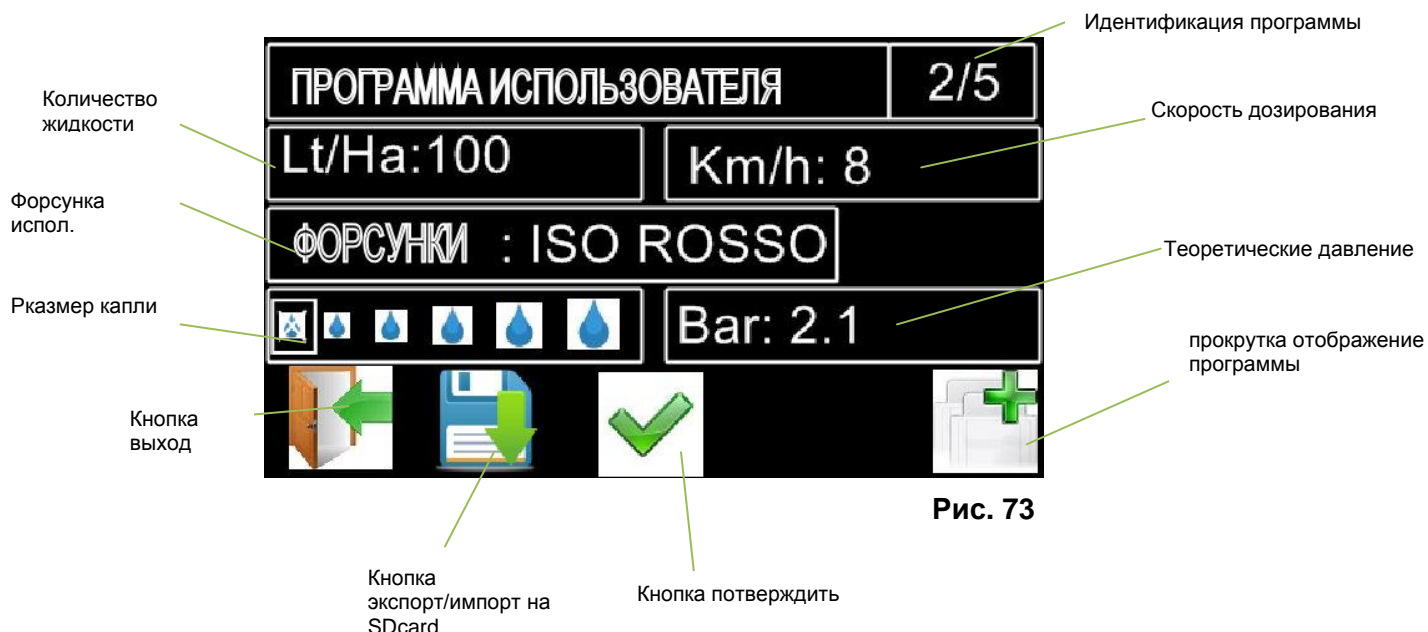 Идентификация программы
ПРОГРАММА ИСПОЛЬЗОВАТЕЛЯ
2/5
Количество
жидкости
Скорость дозирования
Lt/Ha:100
Km/h: 8
Форсунка
испол.
ФОРСУНКИ : ISO ROSSO
Теоретические давление
Рказмер капли
Bar: 2.1
прокрутка отображение
программы
Кнопка
выход
Рис. 73
Кнопка
экспорт/импорт на
SDcard
Кнопка потверждить